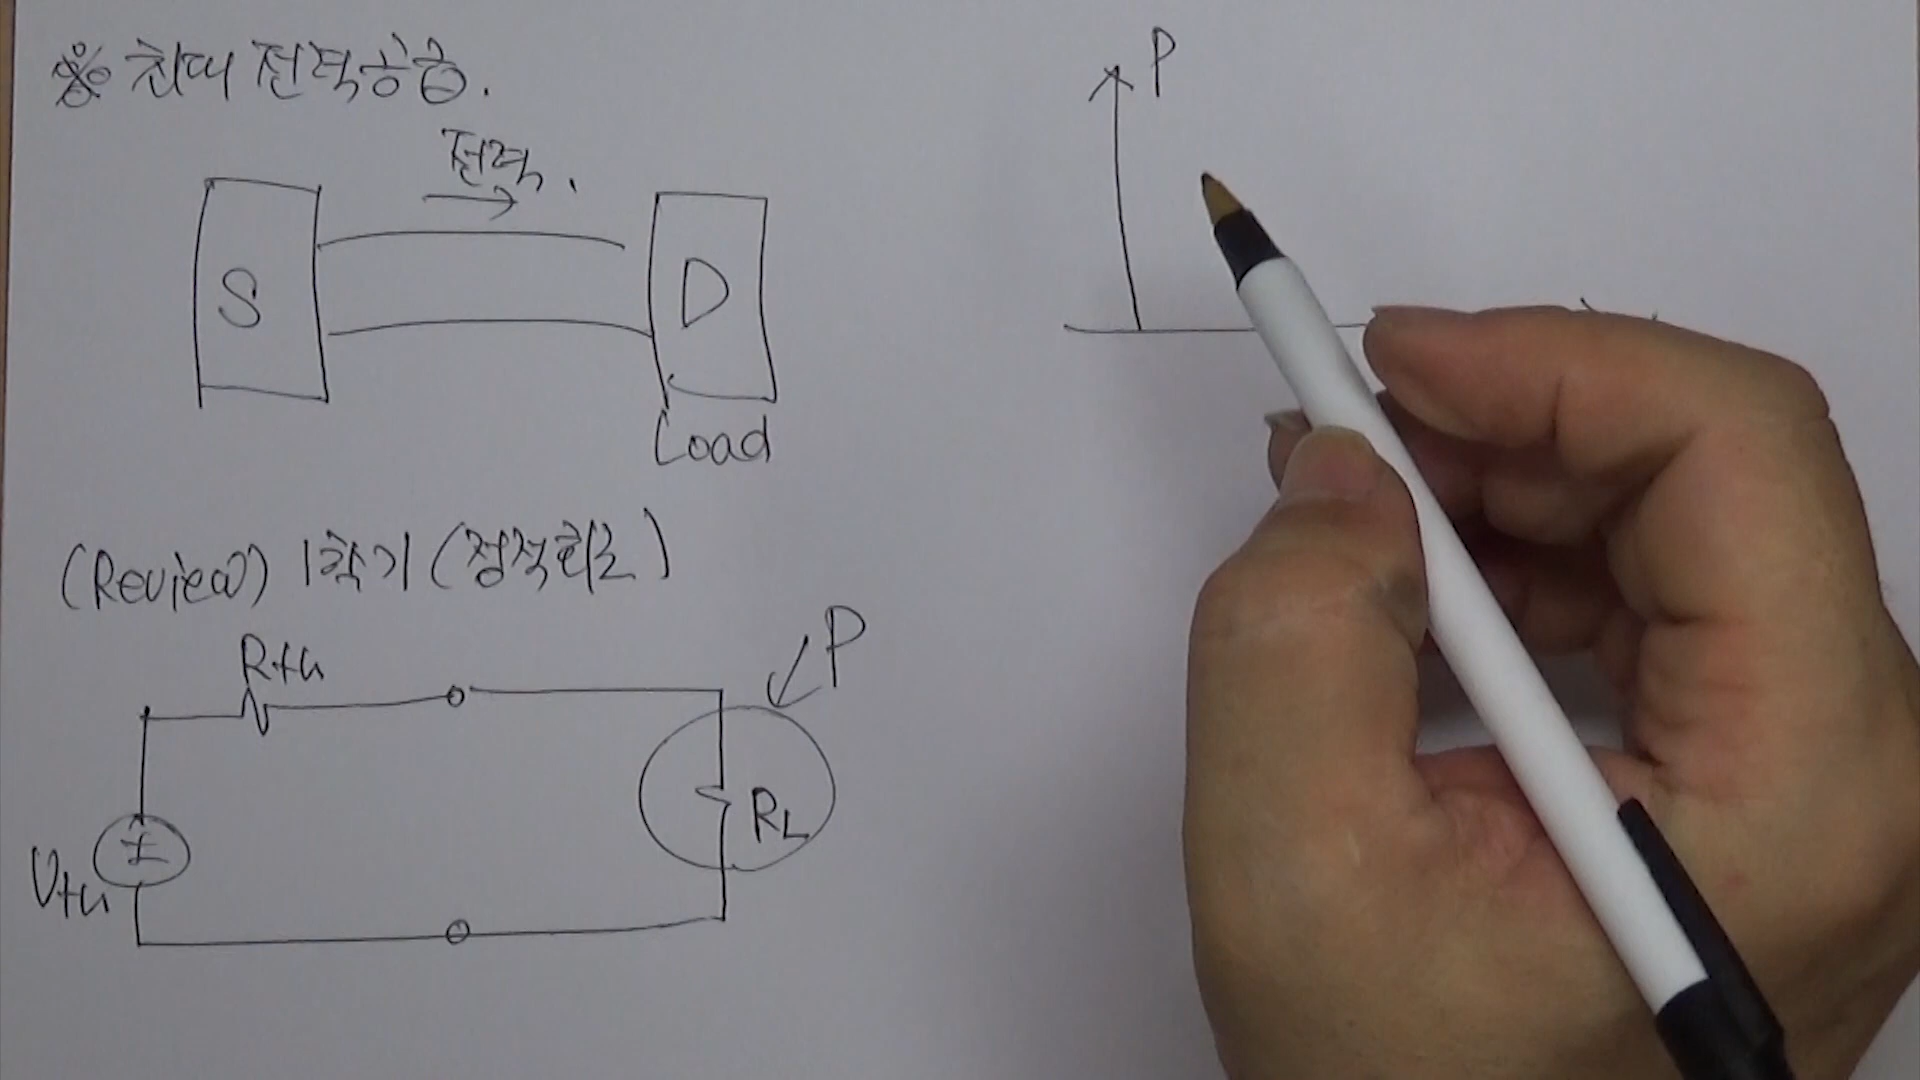 ※ 최대 전력공급.
전력.
S
D
Load
(Review) 1학기 (정적회로)
Rth
P
RL
Vth
P